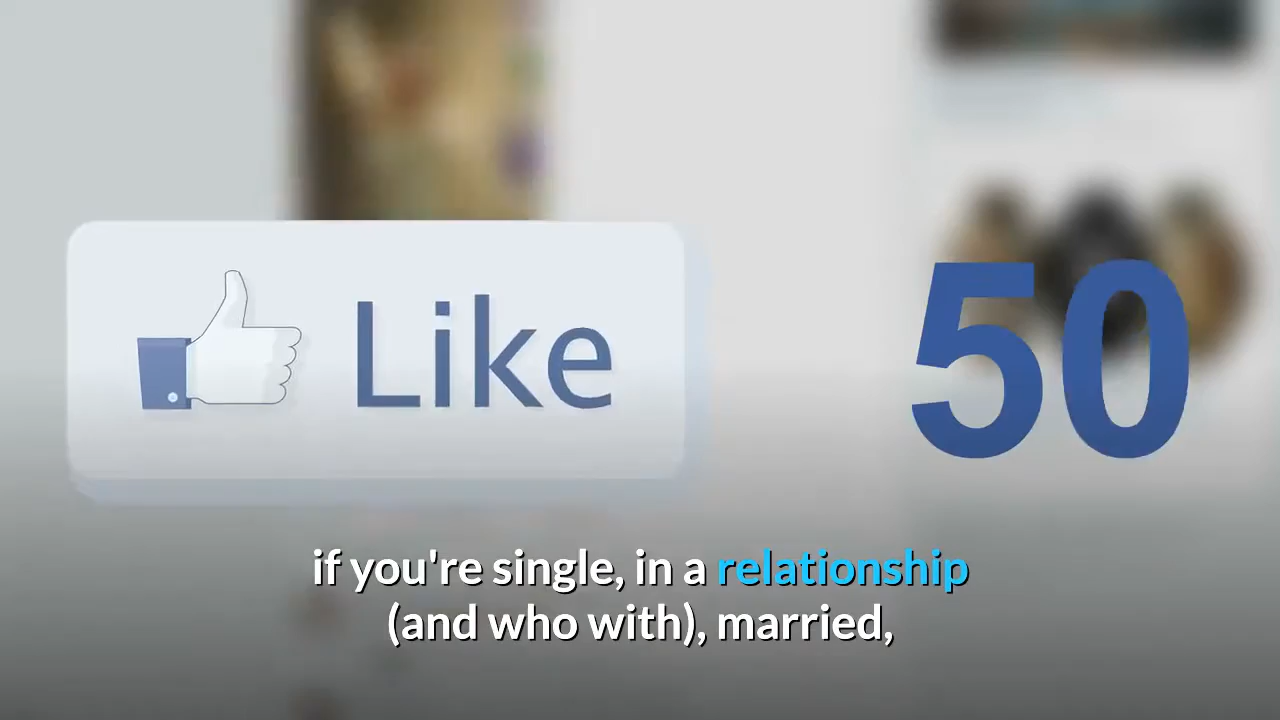 Like
50
if you're single, in a relationship
(and who with), married,